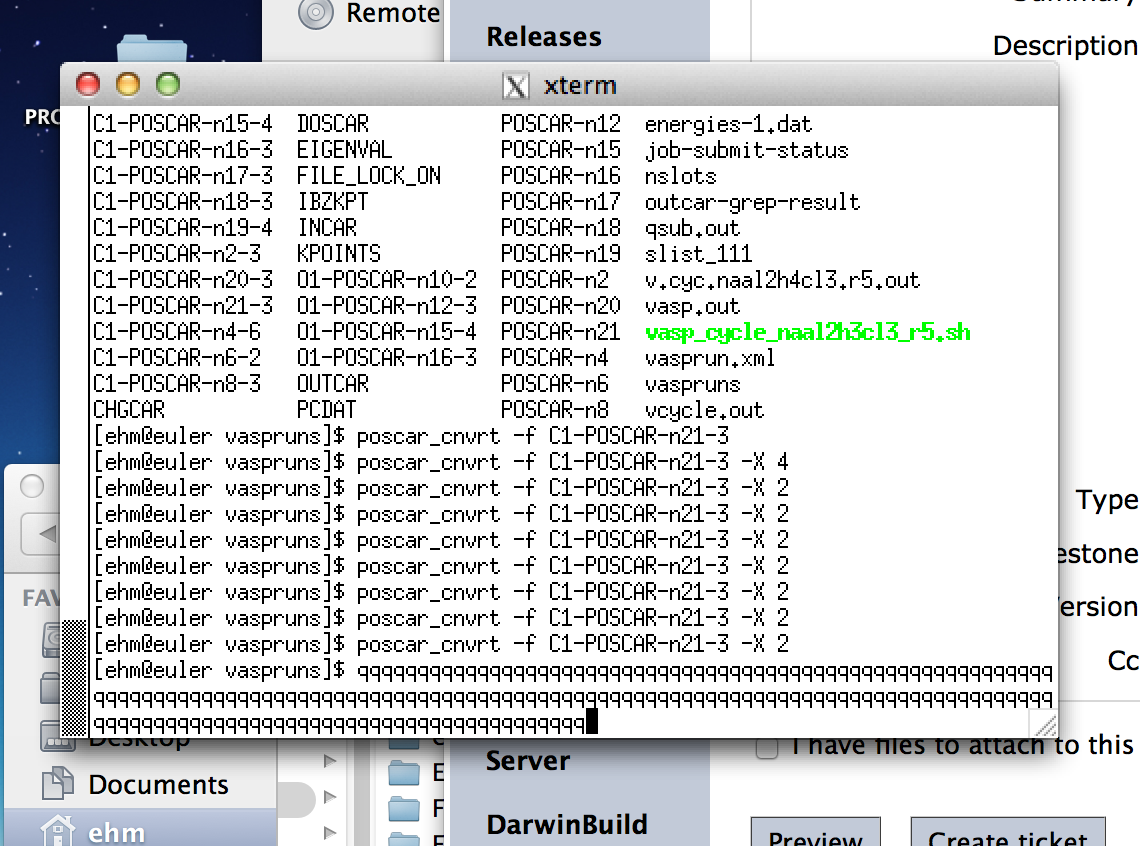 Remote
Releases
Summary
Description
PRO
xterm
C1-POSCAR-n15-4 DOSCAR POSCAR-n12 energies-1.dat
C1-POSCAR-n16-3 EIGENVAL POSCAR-n15 job-submit-status
C1-POSCAR-n17-3 FILE_LOCK_ON POSCAR-n16 nslots
C1-POSCAR-n18-3 IBZKPT POSCAR-n17 outcar-grep-result
C1-POSCAR-n19-4 INCAR POSCAR-n18 qsub.out
C1-POSCAR-n2-3 KPOINTS POSCAR-n19 slist_111
C1-POSCAR-n20-3 O1-POSCAR-n10-2 POSCAR-n2 v.cyc.naal2h4cl3.r5.out
C1-POSCAR-n21-3 O1-POSCAR-n12-3 POSCAR-n20 vasp.out
C1-POSCAR-n4-6 O1-POSCAR-n15-4 POSCAR-n21 vasp_cycle_naal2h3cl3_r5.sh
C1-POSCAR-n6-2 O1-POSCAR-n16-3 POSCAR-n4 vasprun.xml
C1-POSCAR-n8-3 OUTCAR POSCAR-n6 vaspruns
CHGCAR PCDAT POSCAR-n8 vcycle.out
[ehm@euler vaspruns]$ poscar_cnvrt -f C1-POSCAR-n21-3
[ehm@euler vaspruns]$ poscar_cnvrt -f C1-POSCAR-n21-3 -X 4
[ehm@euler vaspruns]$ poscar_cnvrt -f C1-POSCAR-n21-3 -X 2
[ehm@euler vaspruns]$ poscar_cnvrt -f C1-POSCAR-n21-3 -X 2
[ehm@euler vaspruns]$ poscar_cnvrt -f C1-POSCAR-n21-3 -X 2
[ehm@euler vaspruns]$ poscar_cnvrt -f C1-POSCAR-n21-3 -X 2
[ehm@euler vaspruns]$ poscar_cnvrt -f C1-POSCAR-n21-3 -X 2
[ehm@euler vaspruns]$ poscar_cnvrt -f C1-POSCAR-n21-3 -X 2
[ehm@euler vaspruns]$ poscar_cnvrt -f C1-POSCAR-n21-3 -X 2
[ehm@euler vaspruns]$ qqqqqqqqqqqqqqqqqqqqqqqqqqqqqqqqqqqqqqqqqqqqqqqqqqqqqqqqqq
qqqqqqqqqqqqqqqqqqqqqqqqqqqqqqqqqqqqqqqqqqqqqqqqqqqqqqqqqqqqqqqqqqqqqqqqqqqqqqqq
qqqqqqqqqqqqqqqqqqqqqqqqqqqqqqqqqqqqqqqqq
Type
estone
ersion
Cc
FAV
Desktop
Documents
ehm
E
F
Server
DarwinBuild
I have files to attach to this
Preview
Create ticket